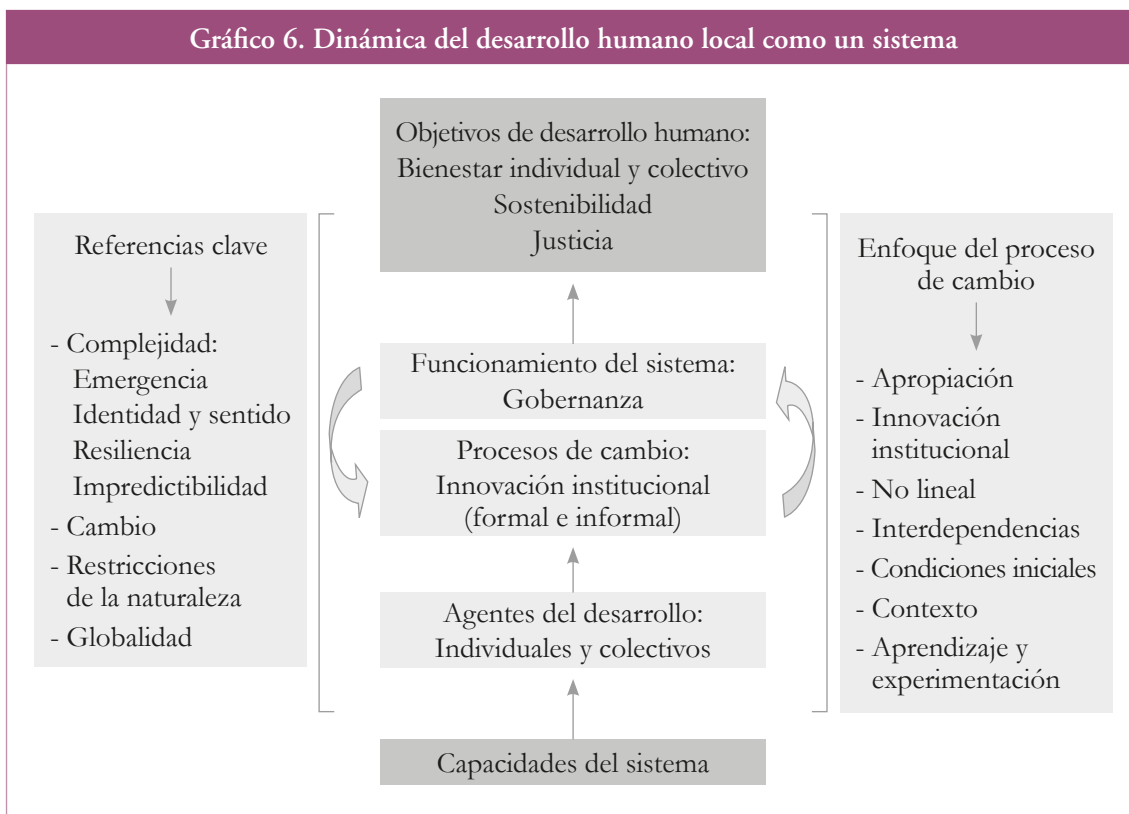 Gráfico 6. Dinámica del desarrollo humano local como un sistema
Objetivos de desarrollo humano:
Bienestar individual y colectivo
Sostenibilidad
Justicia
Referencias clave
- Complejidad:
Emergencia
Identidad y sentido
Resiliencia
Impredictibilidad
- Cambio
- Restricciones
de la naturaleza
- Globalidad
Funcionamiento del sistema:
Gobernanza
Procesos de cambio:
Innovación institucional
(formal e informal)
Agentes del desarrollo:
Individuales y colectivos
Capacidades del sistema
Enfoque del proceso
de cambio
- Apropiación
- Innovación
institucional
- No lineal
- Interdependencias
- Condiciones iniciales
- Contexto
- Aprendizaje y
experimentación